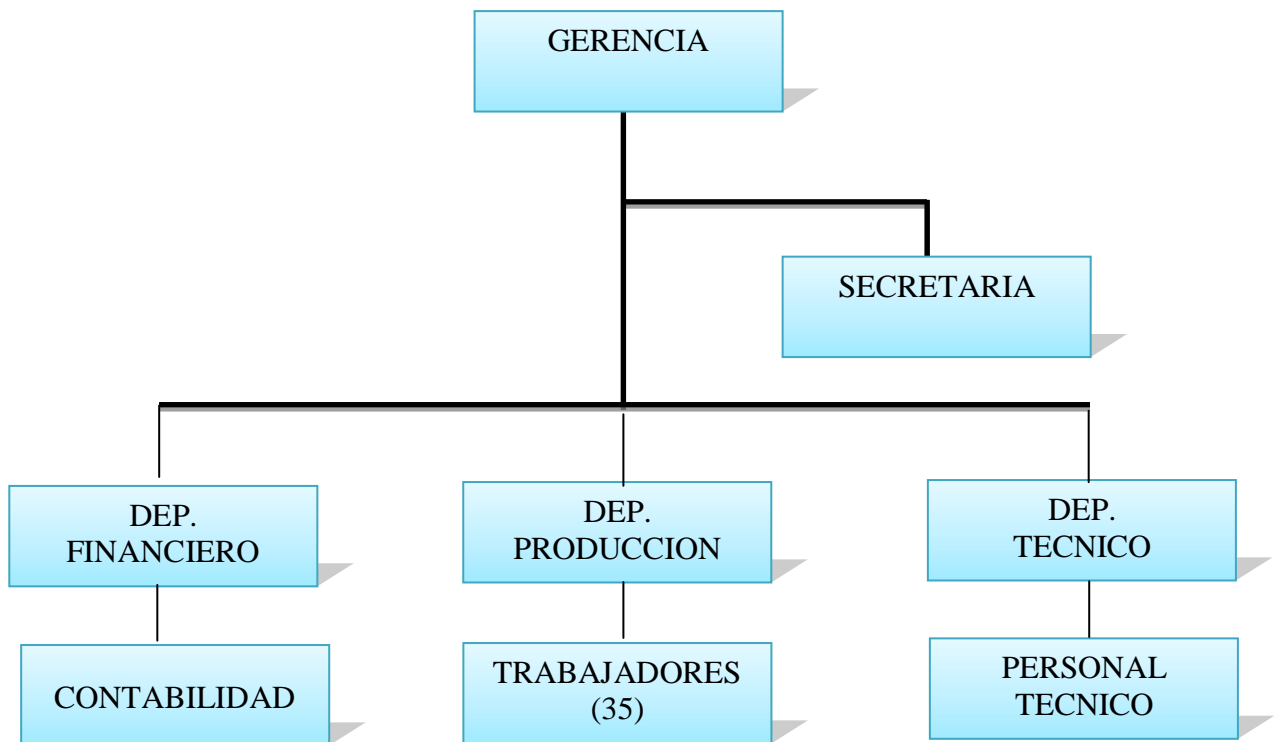 GERENCIA
SECRETARIA
DEP.
FINANCIERO
DEP.
PRODUCCION
DEP.
TECNICO
CONTABILIDAD
TRABAJADORES
(35)
PERSONAL
TECNICO